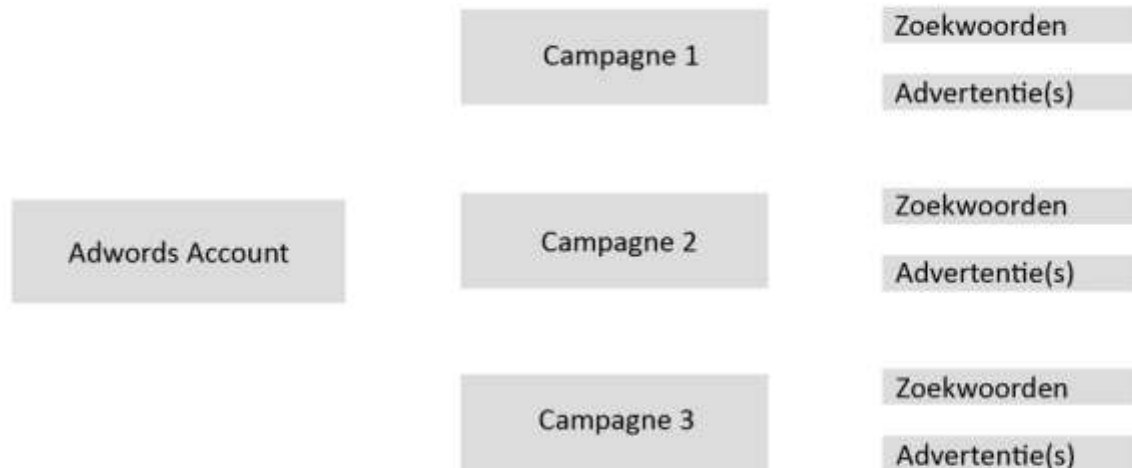 Adwords Account
Campagne 1
Zoekwoorden
Advertentie(s)
Campagne 2
Zoekwoorden
Advertentie(s)
Campagne 3
Zoekwoorden
Advertentie(s)